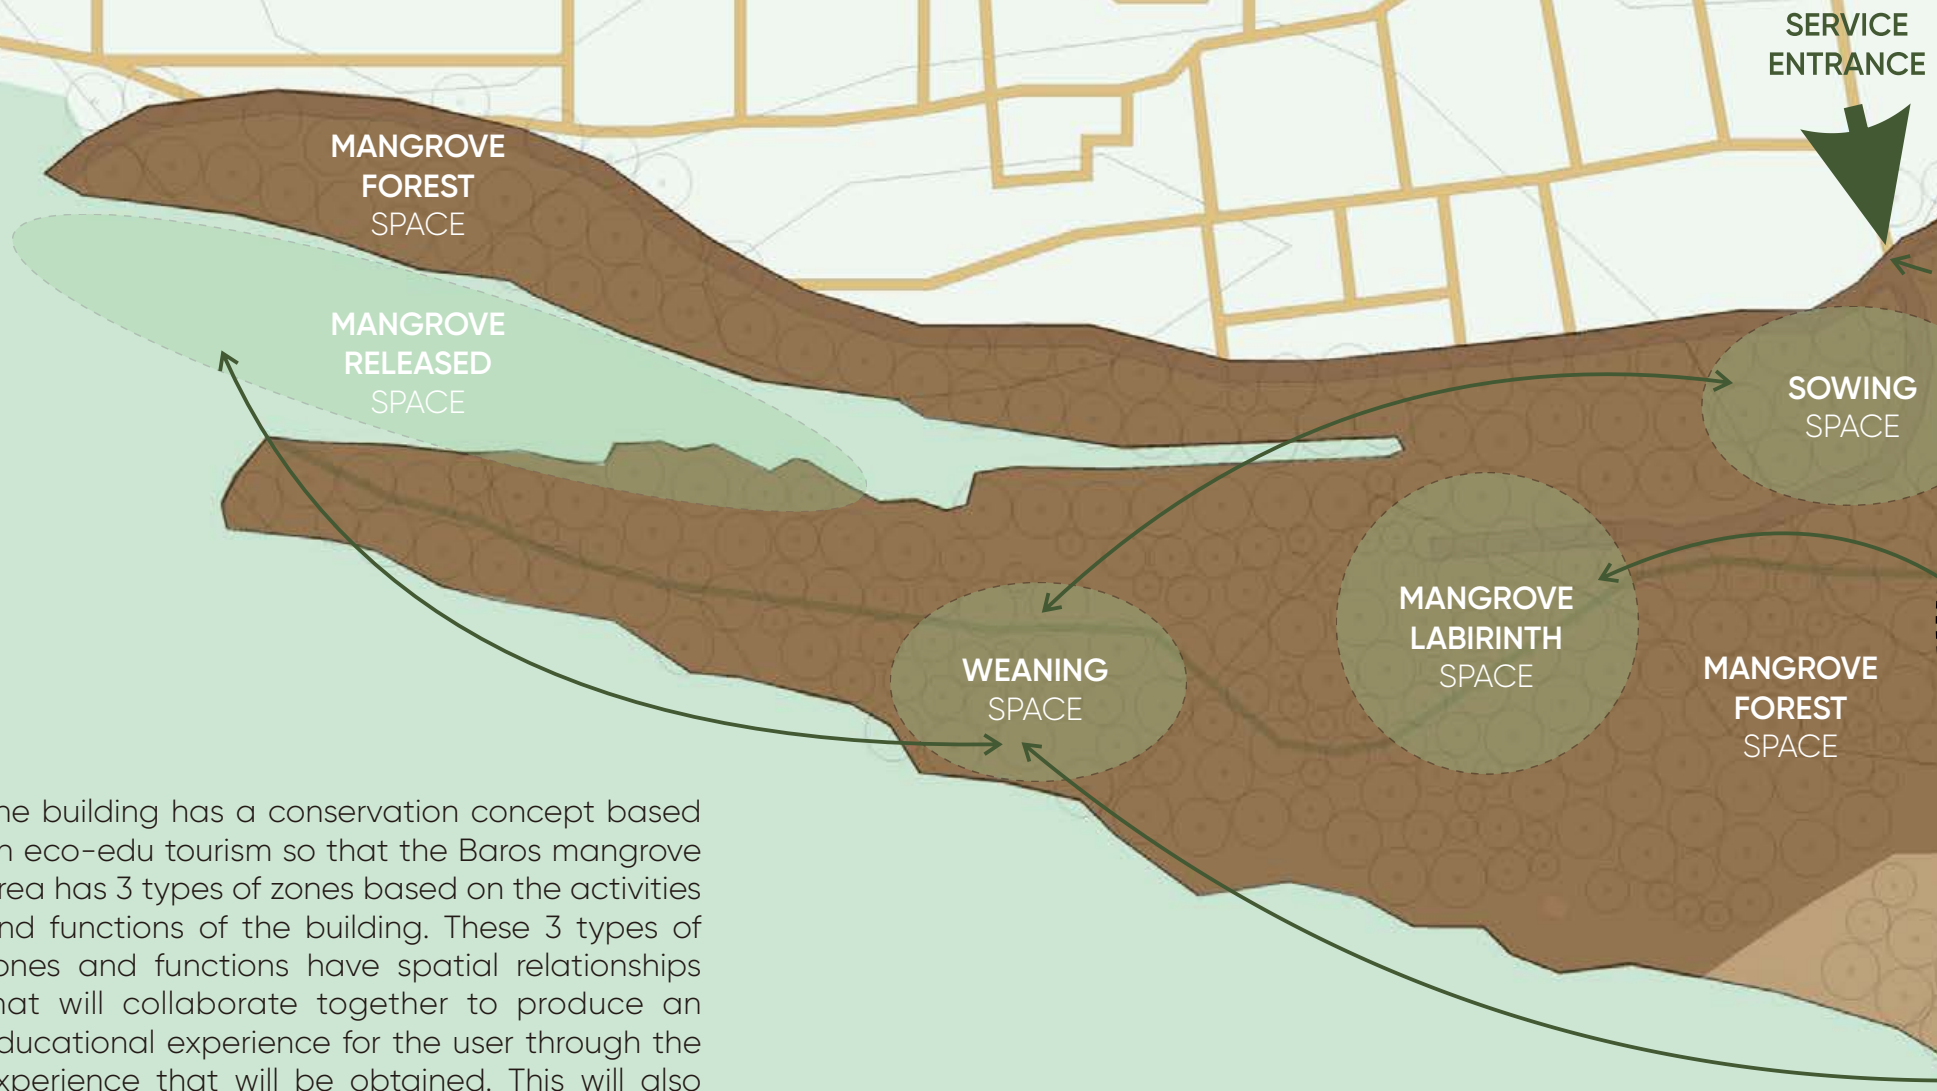 SERVICE
ENTRANCE
MANGROVE
FOREST
SPACE
MANGROVE
RELEASED
SPACE
SOWING
SPACE
MANGROVE
LABIRINTH
SPACE
WEANING
SPACE
MANGROVE
FOREST
SPACE
he building has a conservation concept based
n eco-edu tourism so that the Baros mangrove
rea has 3 types of zones based on the activities
nd functions of the building. These 3 types of
ones and functions have spatial relationships
hat will collaborate together to produce an
ducational experience for the user through the
xperience that will be obtained. This will also